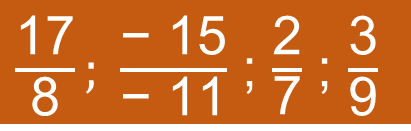 17/8 ; − 15/− 11 ; 2/7 ; 3/9